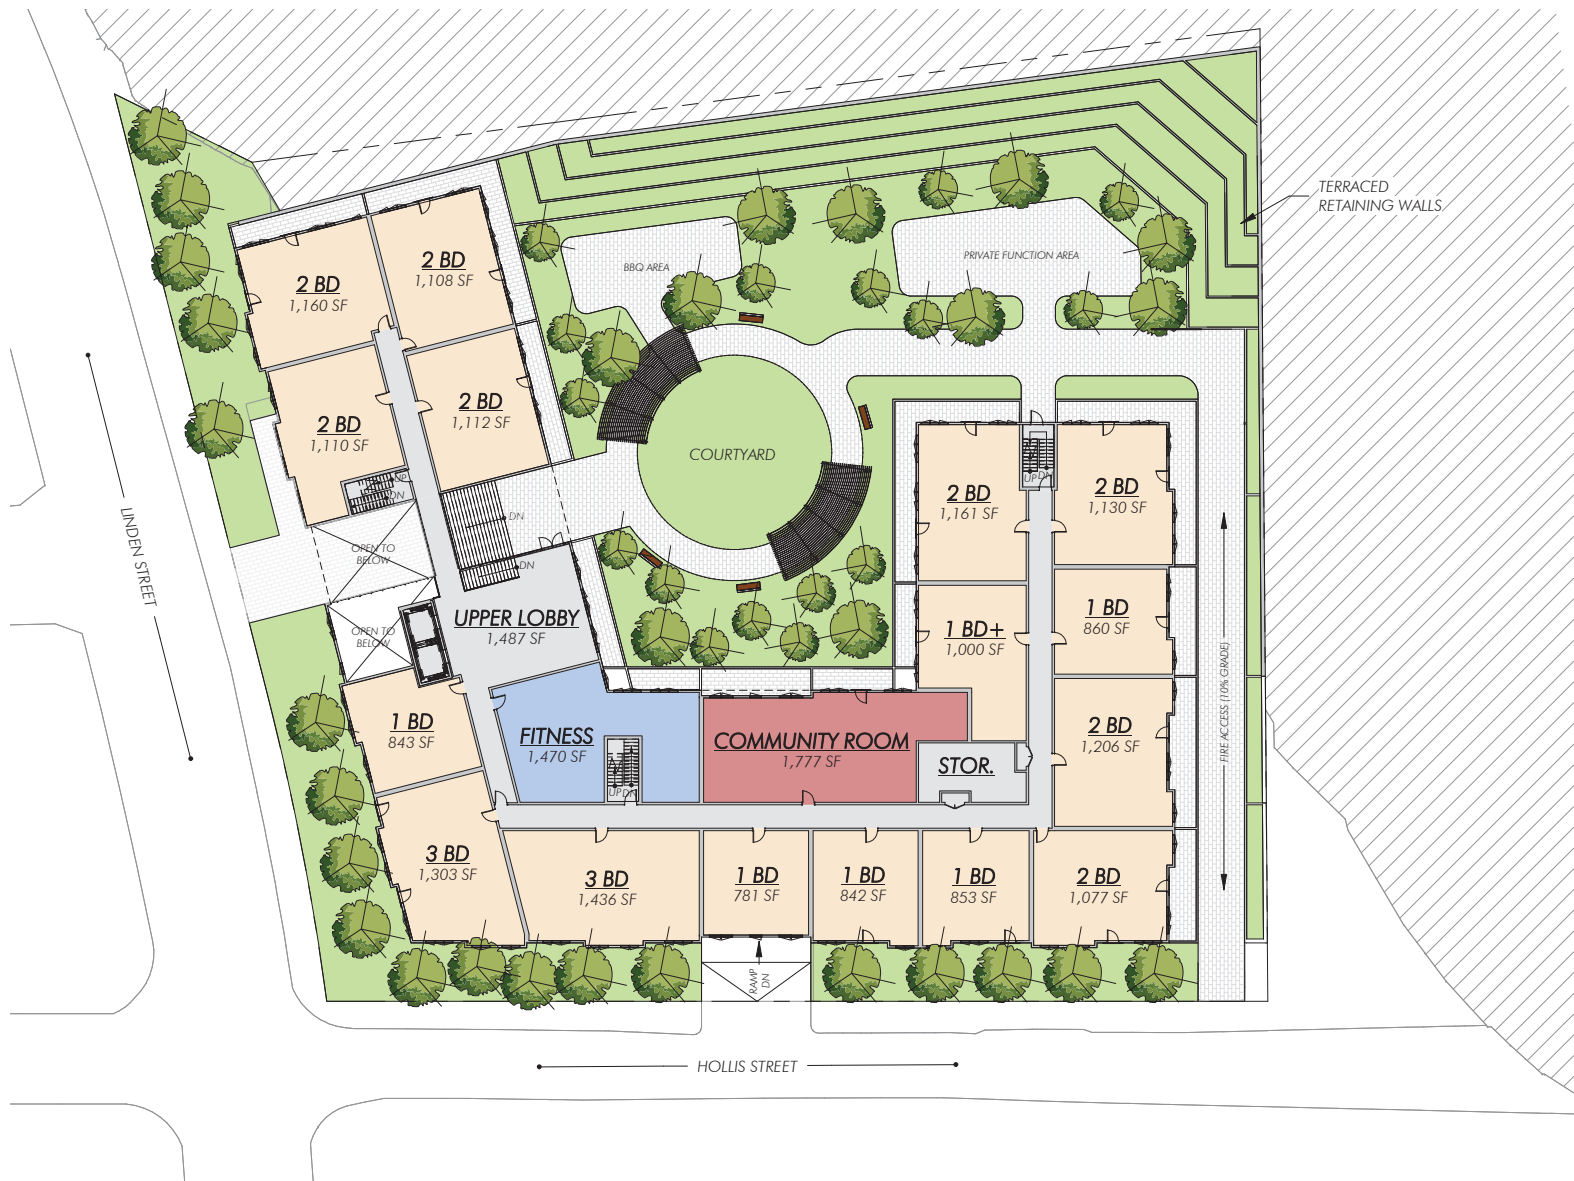 TERRACED
RETAINING WALLS
2 BD
1,108 SF
2 BD
1,160 SF
BBQ AREA
PRIVATE FUNCTION AREA
2 BD
1,112 SF
2 BD
1,110 SF
COURTYARD
UP
DN
DN
2 BD
1,161 SF
UP
DN
2 BD
1,130 SF
LINDEN STREET
OPEN TO
BELOW
DN
UPPER LOBBY
1,487 SF
OPEN TO
BELOW
1 BD+
1,000 SF
1 BD
860 SF
FIRE ACCESS (10% GRADE)
1 BD
843 SF
FITNESS
1,470 SF
UP
DN
COMMUNITY ROOM
1,777 SF
STOR.
2 BD
1,206 SF
3 BD
1,303 SF
3 BD
1,436 SF
1 BD
781 SF
1 BD
842 SF
1 BD
853 SF
2 BD
1,077 SF
RAMP
DN
HOLLIS STREET